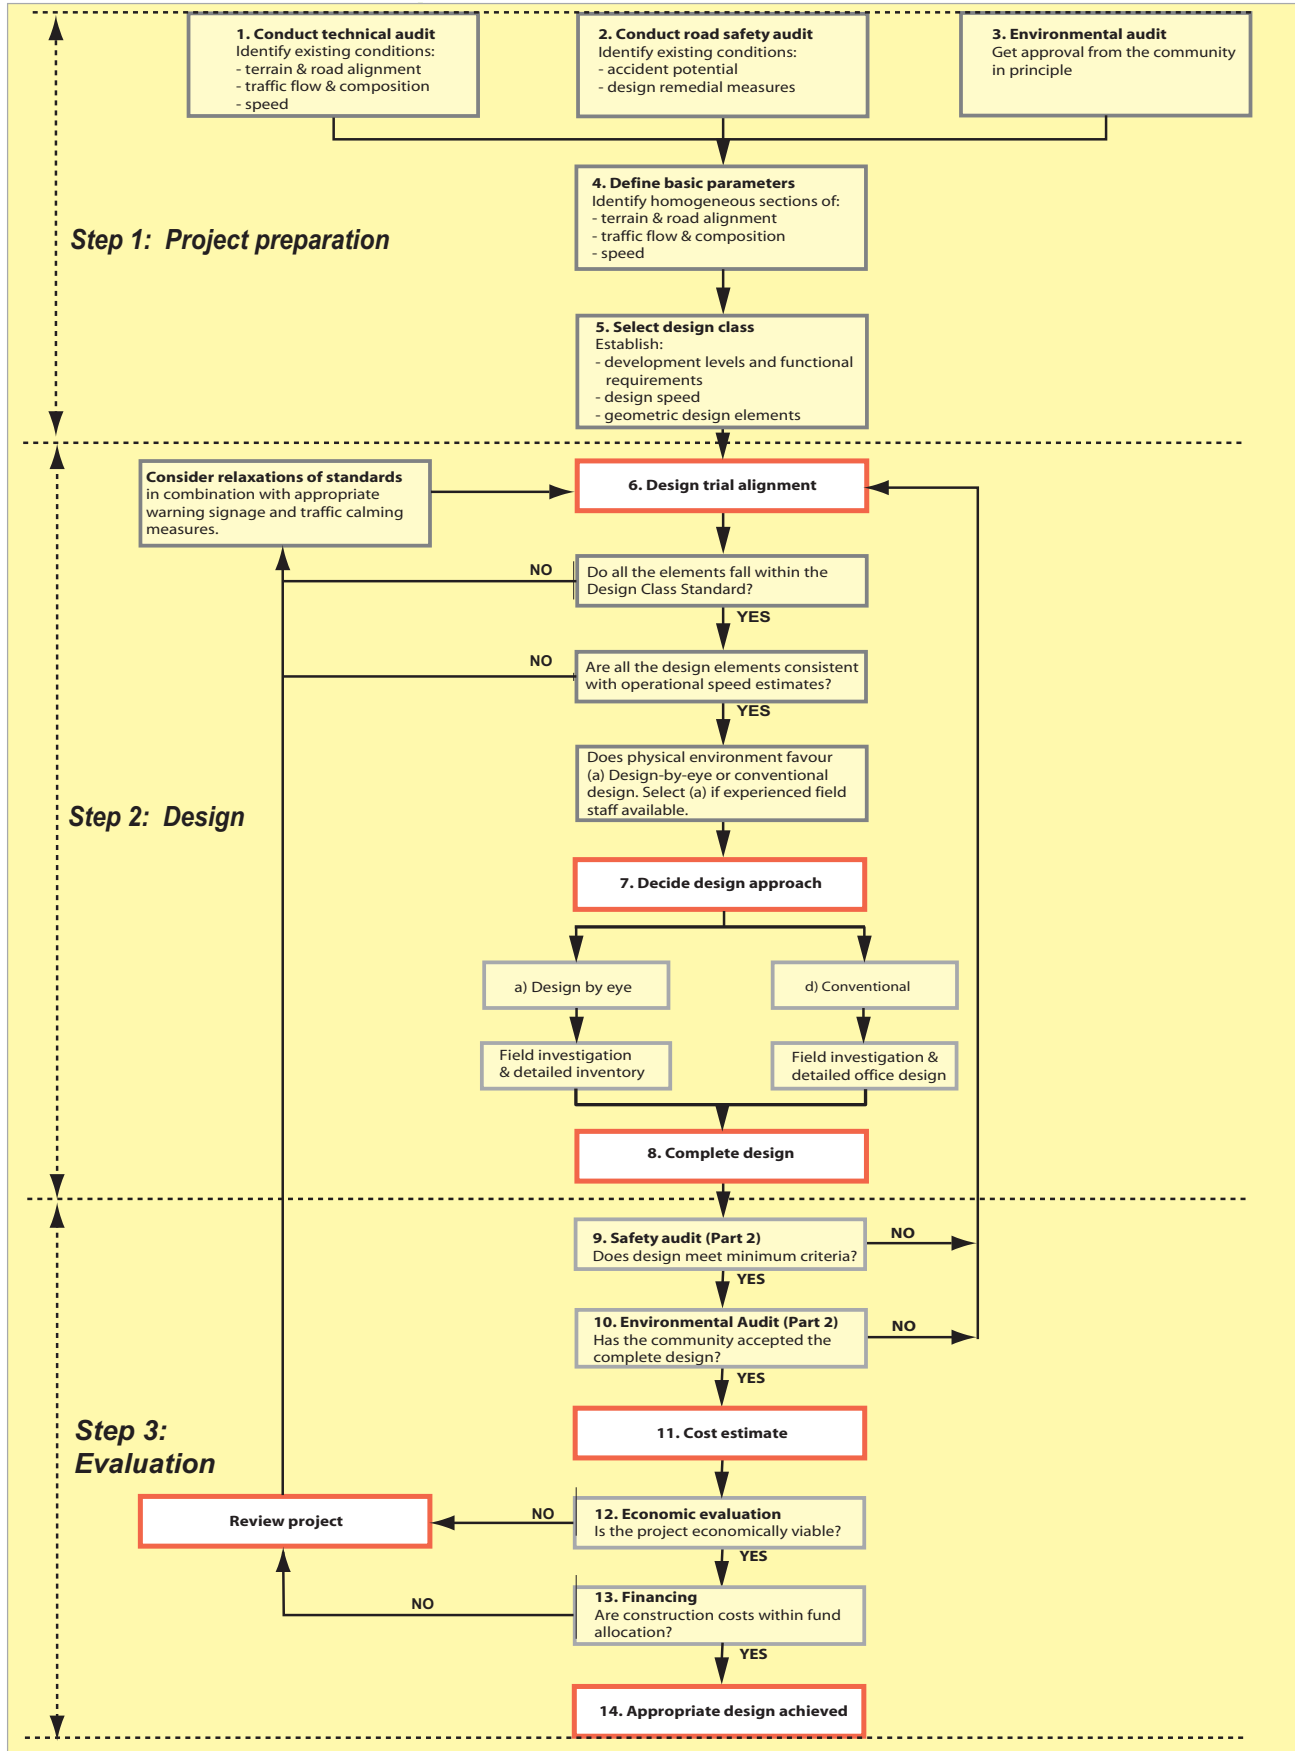 1. Conduct technical audit
Identify existing conditions:
- terrain & road alignment
- traffic flow & composition
- speed
2. Conduct road safety audit
Identify existing conditions:
- accident potential
- design remedial measures
3. Environmental audit
Get approval from the community
in principle
4. Define basic parameters
Identify homogeneous sections of:
- terrain & road alignment
- traffic flow & composition
- speed
Step 1: Project preparation
5. Select design class
Establish:
- development levels and functional
requirements
- design speed
- geometric design elements
Consider relaxations of standards
in combination with appropriate
warning signage and traffic calming
measures.
6. Design trial alignment
NO
Do all the elements fall within the
Design Class Standard?
YES
NO
Are all the design elements consistent
with operational speed estimates?
YES
Does physical environment favour
(a) Design-by-eye or conventional
design. Select (a) if experienced field
staff available.
Step 2: Design
7. Decide design approach
a) Design by eye
d) Conventional
Field investigation
& detailed inventory
Field investigation &
detailed office design
8. Complete design
9. Safety audit (Part 2)
Does design meet minimum criteria?
NO
YES
10. Environmental Audit (Part 2)
Has the community accepted the
complete design?
NO
YES
Step 3:
Evaluation
11. Cost estimate
Review project
NO
12. Economic evaluation
Is the project economically viable?
YES
NO
13. Financing
Are construction costs within fund
allocation?
YES
14. Appropriate design achieved